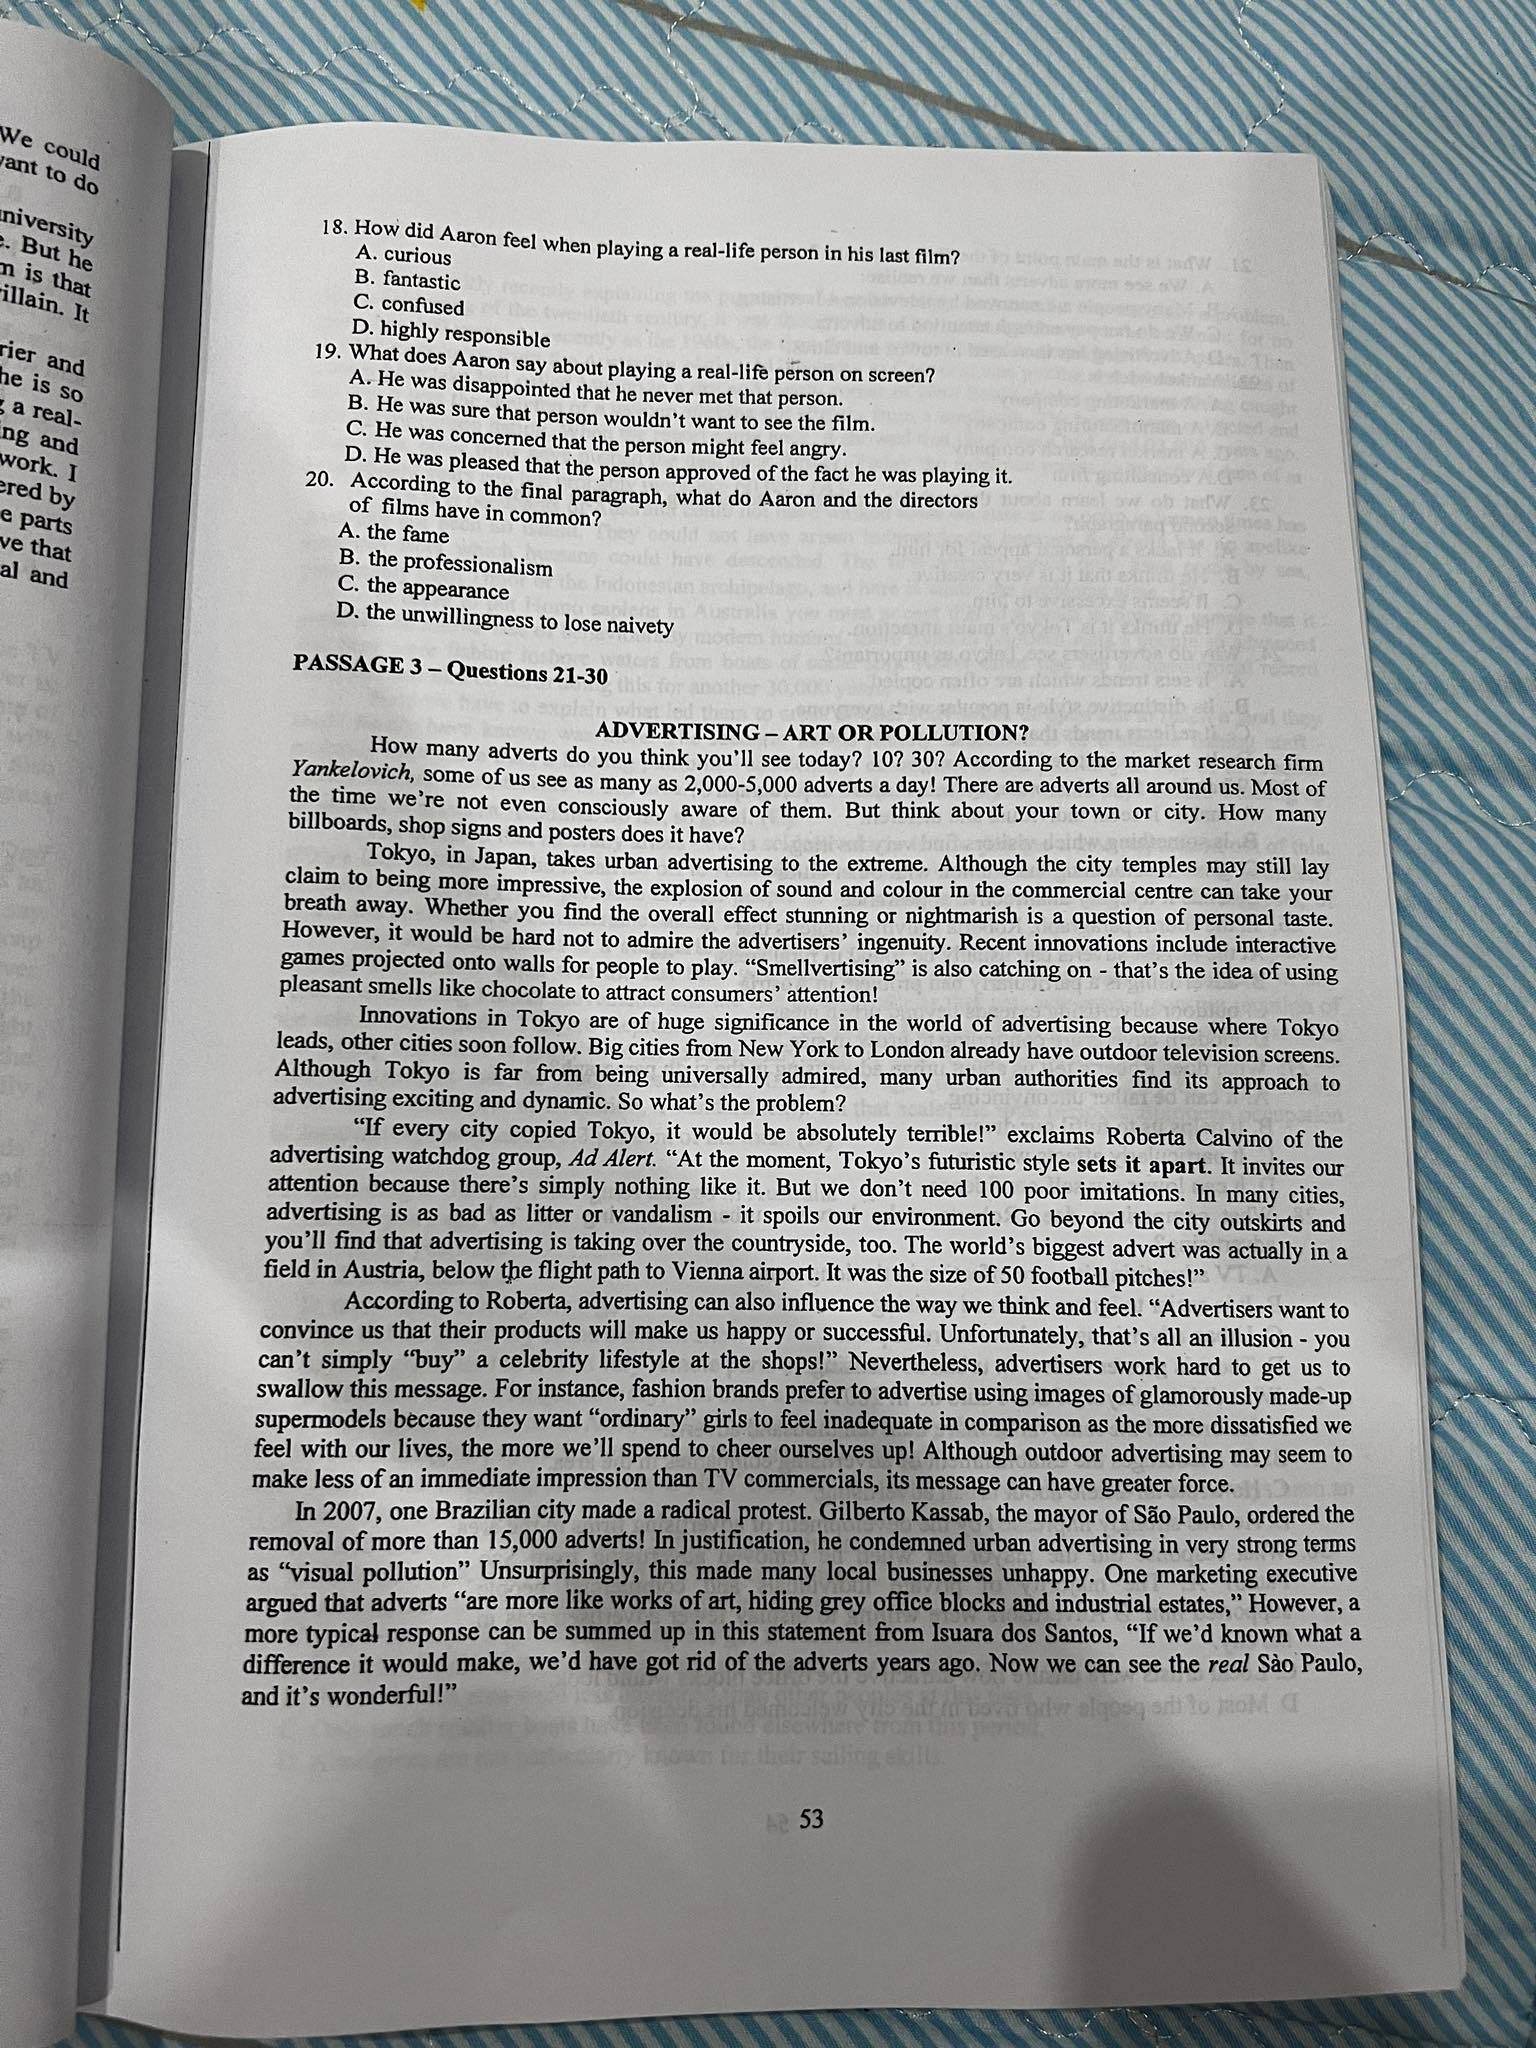 We could
want to do
university
But he
is that
villain. It
and
he is so
a real-
and
work. I
by
parts
that
and
18. How did Aaron feel when playing a real-life person in his last film?
A. curious
B. fantastic
C. confused
D. highly responsible
19. What does Aaron say about playing a real-life person on screen?
A. He was disappointed that he never met that person.
B. He was sure that person wouldn't want to see the film.
C. He was concerned that the person might feel angry.
D. He was pleased that the person approved of the fact he was playing it.
20. According to the final paragraph, what do Aaron and the directors
of films have in common?
A. the fame
B. the professionalism
C. the appearance
D. the unwillingness to lose naivety
PASSAGE 3 – Questions 21-30
ADVERTISING – ART OR POLLUTION?
How many adverts do you think you'll see today? 10? 30? According to the market research firm
Yankelovich, some of us see as many as 2,000-5,000 adverts a day! There are adverts all around us. Most of
the time we're not even consciously aware of them. But think about your town or city. How many
billboards, shop signs and posters does it have?
Tokyo, in Japan, takes urban advertising to the extreme. Although the city temples may still lay
claim to being more impressive, the explosion of sound and colour in the commercial centre can take your
breath away. Whether you find the overall effect stunning or nightmarish is a question of personal taste.
However, it would be hard not to admire the advertisers' ingenuity. Recent innovations include interactive
games projected onto walls for people to play. "Smellvertising" is also catching on - that's the idea of using
pleasant smells like chocolate to attract consumers' attention!
Innovations in Tokyo are of huge significance in the world of advertising because where Tokyo
leads, other cities soon follow. Big cities from New York to London already have outdoor television screens.
Although Tokyo is far from being universally admired, many urban authorities find its approach to
advertising exciting and dynamic. So what's the problem?
"If every city copied Tokyo, it would be absolutely terrible!" exclaims Roberta Calvino of the
advertising watchdog group, Ad Alert. "At the moment, Tokyo's futuristic style sets it apart. It invites our
attention because there's simply nothing like it. But we don't need 100 poor imitations. In many cities,
advertising is as bad as litter or vandalism - it spoils our environment. Go beyond the city outskirts and
you'll find that advertising is taking over the countryside, too. The world's biggest advert was actually in a
field in Austria, below the flight path to Vienna airport. It was the size of 50 football pitches!"
According to Roberta, advertising can also influence the way we think and feel. "Advertisers want to
convince us that their products will make us happy or successful. Unfortunately, that's all an illusion - you
can't simply "buy" a celebrity lifestyle at the shops!" Nevertheless, advertisers work hard to get us to
swallow this message. For instance, fashion brands prefer to advertise using images of glamorously made-up
supermodels because they want "ordinary" girls to feel inadequate in comparison as the more dissatisfied we
feel with our lives, the more we'll spend to cheer ourselves up! Although outdoor advertising may seem to
make less of an immediate impression than TV commercials, its message can have greater force.
In 2007, one Brazilian city made a radical protest. Gilberto Kassab, the mayor of São Paulo, ordered the
removal of more than 15,000 adverts! In justification, he condemned urban advertising in very strong terms
as "visual pollution" Unsurprisingly, this made many local businesses unhappy. One marketing executive
argued that adverts "are more like works of art, hiding grey office blocks and industrial estates," However, a
more typical response can be summed up in this statement from Isuara dos Santos, "If we'd known what a
difference it would make, we'd have got rid of the adverts years ago. Now we can see the real Sào Paulo,
and it's wonderful!"
53